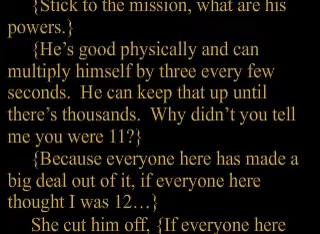 {Stick to the mission, what are his
powers.}
{He’s good physically and can
multiply himself by three every few
seconds.  He can keep that up until
there’s thousands.  Why didn’t you tell
me you were 11?}
{Because everyone here has made a
big deal out of it, if everyone here
thought I was 12…}
She cut him off, {If everyone here